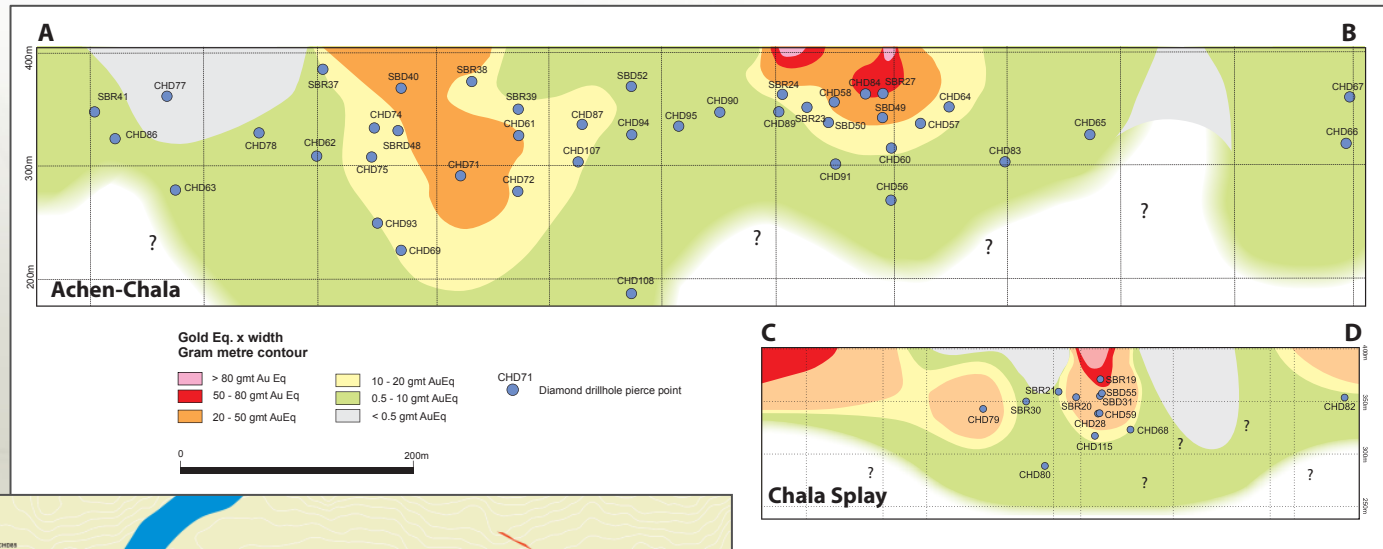 A
B
400m
300m
200m
SBR41
CHD77
CHD86
CHD63
CHD78
SBR37
CHD62
SBD40
CHD74
SBRD48
CHD75
CHD93
CHD69
SBR38
SBR39
CHD61
CHD71
CHD72
CHD87
CHD107
SBD52
CHD94
CHD108
CHD95
CHD90
SBR24
CHD89
SBR23
CHD58
SBD50
CHD84
SBR27
SBD49
CHD64
CHD57
CHD60
CHD91
CHD56
CHD83
CHD65
CHD67
CHD66
?
?
?
?
Achen-Chala
Gold Eq. x width
Gram metre contour
> 80 gmt Au Eq
50 - 80 gmt AuEq
20 - 50 gmt AuEq
10 - 20 gmt AuEq
0.5 - 10 gmt AuEq
< 0.5 gmt AuEq
CHD71
Diamond drillhole pierce point
0
200m
C
D
400m
350m
300m
250m
CHD79
SBR30
SBR21
SBR20
SBR19
SBD55
SBD31
CHD59
CHD28
CHD68
CHD115
CHD80
CHD82
?
?
?
?
?
Chala Splay